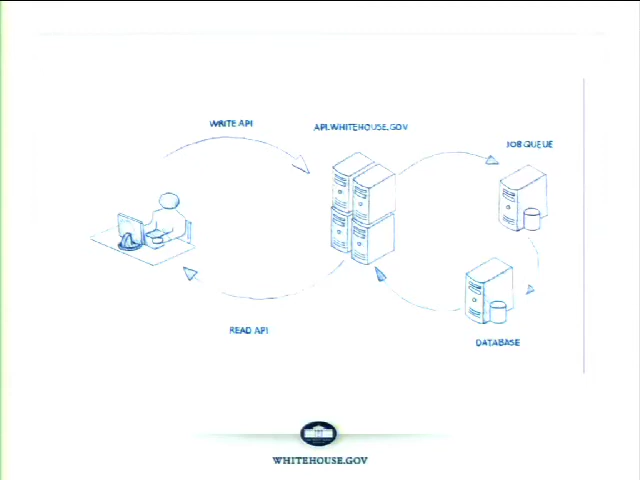 WRITE API
API.WHITEHOUSE.GOV
JOB QUEUE
READ API
DATABASE
WHITEHOUSE.GOV